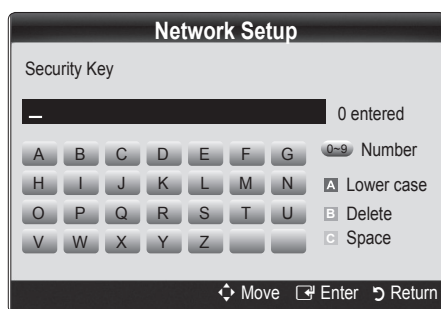 Network Setup
Security Key
0 entered
A B C D E F G
0~9 Number
H I J K L M N
A Lower case
O P Q R S T U
B Delete
V W X Y Z
C Space
Move Enter Return